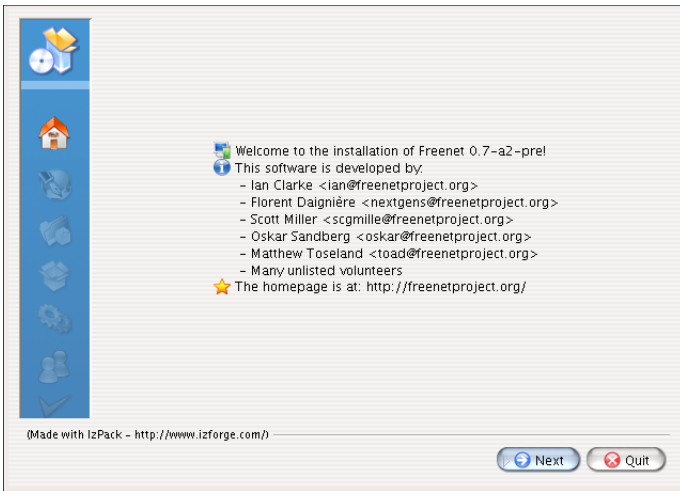 Welcome to the installation of Freenet 0.7-a2-pre!
This software is developed by:
- Ian Clarke <ian@freenetproject.org>
- Florent Daignière <nextgens@freenetproject.org>
- Scott Miller <scgmille@freenetproject.org>
- Oskar Sandberg <oskar@freenetproject.org>
- Matthew Toseland <toad@freenetproject.org>
- Many unlisted volunteers
The homepage is at: http://freenetproject.org/
(Made with IzPack - http://www.izforge.com/)
Next
Quit